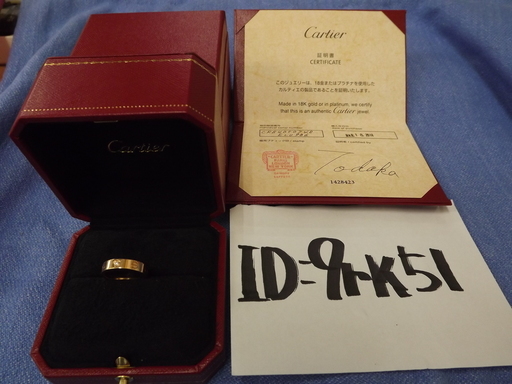 Cartier
証明書
CERTIFICATE
このジュエリーは、18金またはプラチナを使用した
カルティエの製品であることを証明いたします。
Made in 18K gold or in platinum, we certify
that this is an authentic Cartier jewel.
Todaka
1428423
Cartier
ID=9rK51